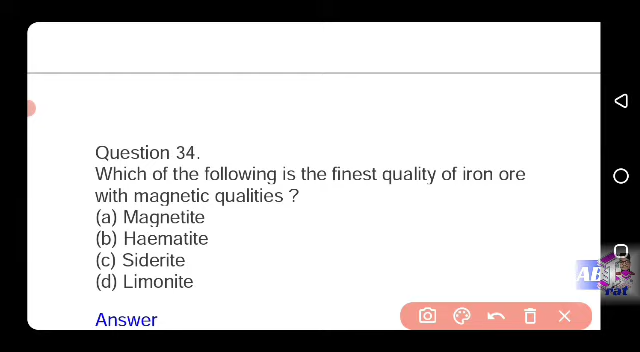 Question 34.
Which of the following is the finest quality of iron ore
with magnetic qualities ?
(a) Magnetite
(b) Haematite
(c) Siderite
(d) Limonite
Answer